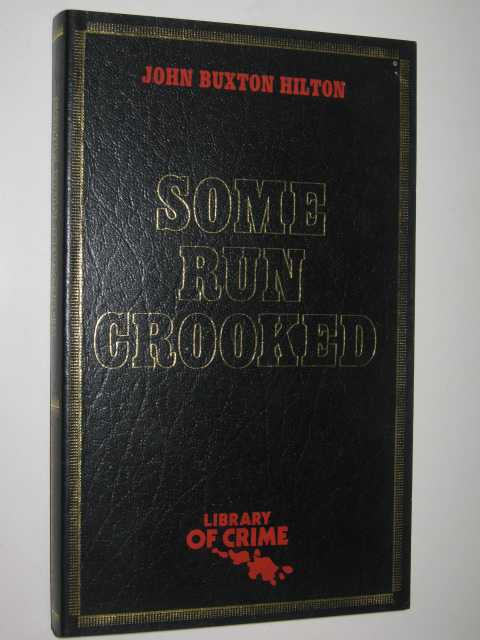 JOHN BUXTON HILTON
SOME
RUN
CROOKED
LIBRARY
OF CRIME